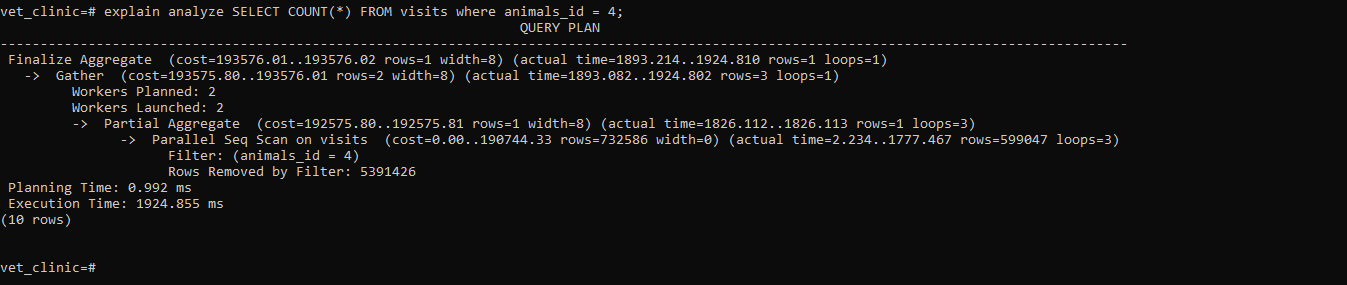 vet_clinic=# explain analyze SELECT COUNT(*) FROM visits where animals_id = 4;
QUERY PLAN
---------------------------------------------------------------------------------------------------------------------------------------------
Finalize Aggregate  (cost=193576.01..193576.02 rows=1 width=8) (actual time=1893.214..1924.810 rows=1 loops=1)
  ->  Gather  (cost=193575.80..193576.01 rows=2 width=8) (actual time=1893.082..1924.802 rows=3 loops=1)
        Workers Planned: 2
        Workers Launched: 2
        ->  Partial Aggregate  (cost=192575.80..192575.81 rows=1 width=8) (actual time=1826.112..1826.113 rows=1 loops=3)
              ->  Parallel Seq Scan on visits  (cost=0.00..190744.33 rows=732586 width=0) (actual time=2.234..1777.467 rows=599047 loops=3)
                    Filter: (animals_id = 4)
                    Rows Removed by Filter: 5391426
Planning Time: 0.992 ms
Execution Time: 1924.855 ms
(10 rows)
vet_clinic=#